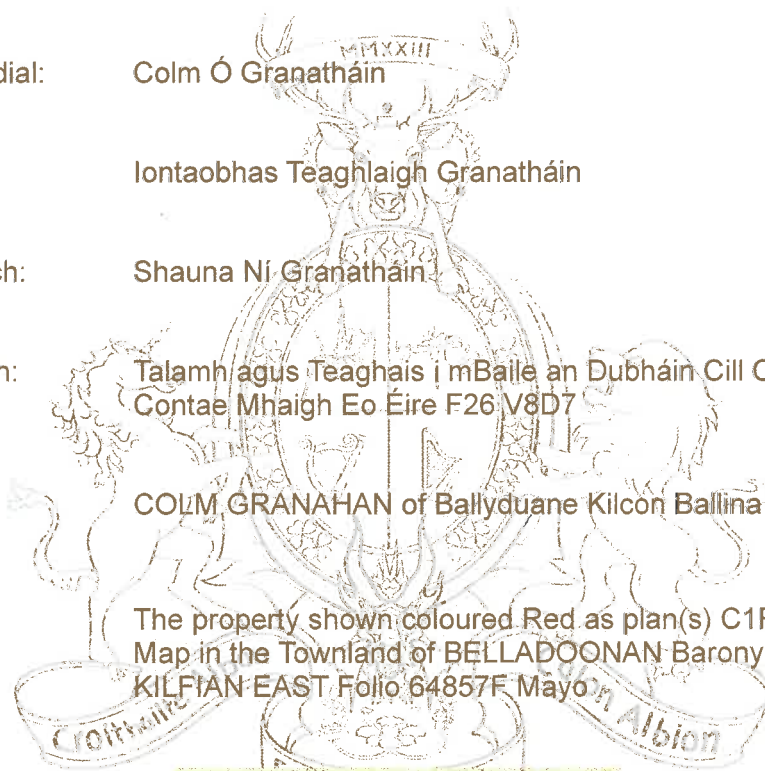 MMXXIII
dial: Colm Ó Granatháin
Iontaobhas Teaghlaigh Granatháin
ch: Shauna Ní Granatháin
n: Talamh agus Teaghais i mBaile an Dubháin Cill C
Contae Mhaigh Eo Éire F26 V8D7
COLM GRANAHAN of Ballyduane Kilcon Ballina
The property shown coloured Red as plan(s) C1F
Map in the Townland of BELLADOONAN Barony
KILFIAN EAST Folio 64857F Mayo
Albion